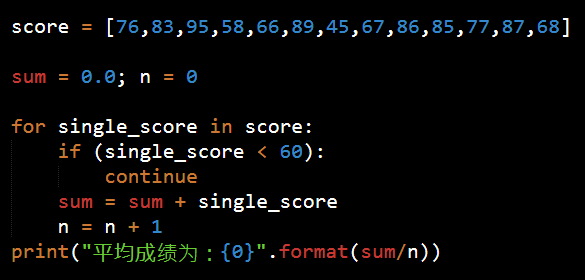 score = [76,83,95,58,66,89,45,67,86,85,77,87,68]
sum = 0.0; n = 0
for single_score in score:
    if (single_score < 60):
        continue
    sum = sum + single_score
    n = n + 1
print("平均成绩为：{0}".format(sum/n))